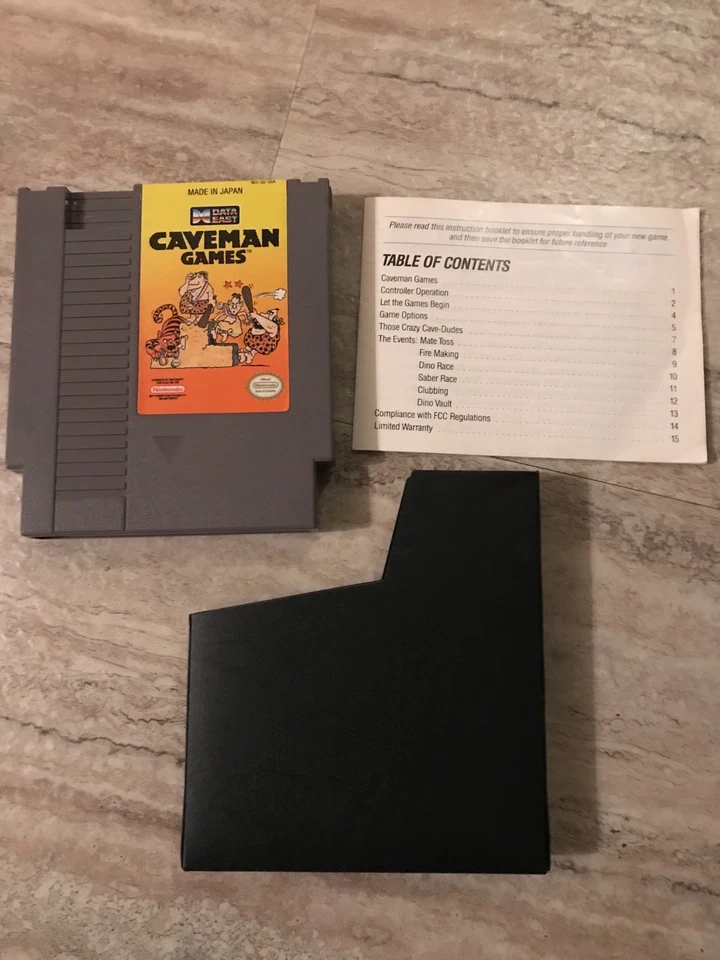 MADE IN JAPAN
DATA
EAST
CAVEMAN
GAMES™
Nintendo
Nintendo
Please read this instruction booklet to ensure proper handling of your new game
and then save the booklet for future reference.
TABLE OF CONTENTS
Caveman Games
Controller Operation 1
Let the Games Begin 2
Game Options 4
Those Crazy Cave-Dudes 5
The Events: Mate Toss 7
Fire Making 8
Dino Race 9
Saber Race 10
Clubbing 11
Dino Vault 12
Compliance with FCC Regulations 13
Limited Warranty 14
15